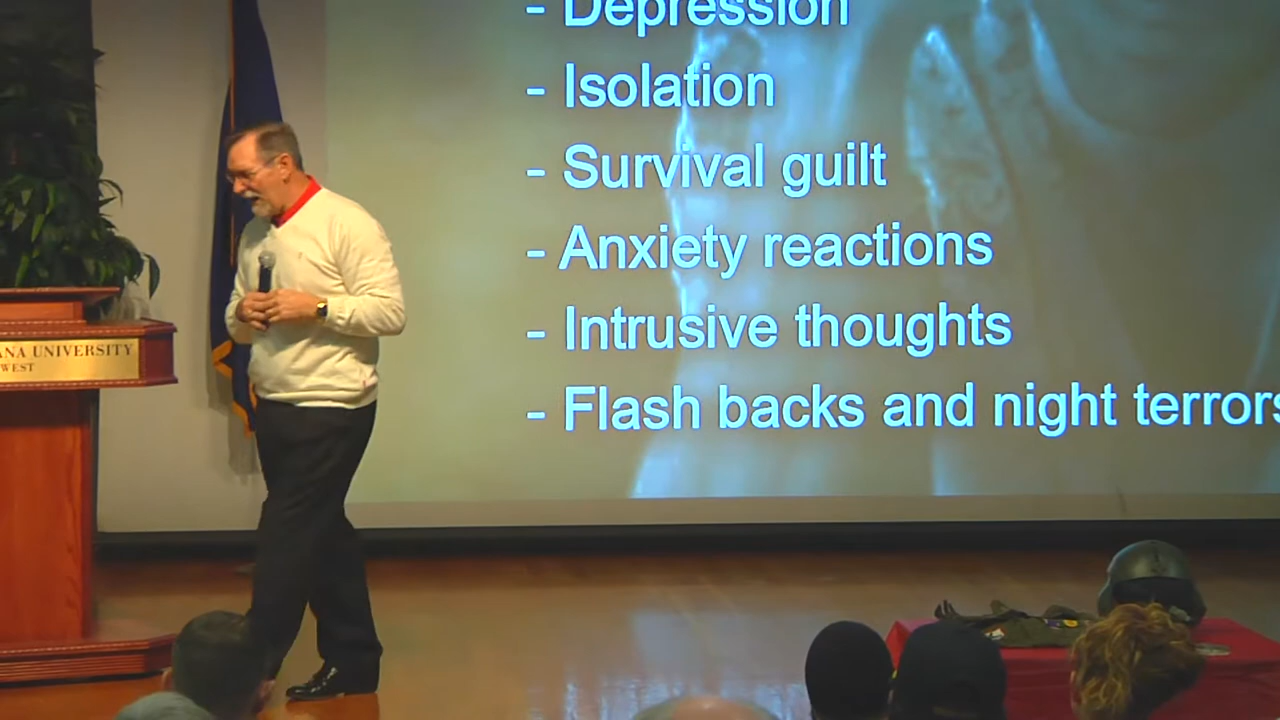 - Depression
- Isolation
- Survival guilt
- Anxiety reactions
- Intrusive thoughts
- Flash backs and night terrors
ANA UNIVERSITY
WEST